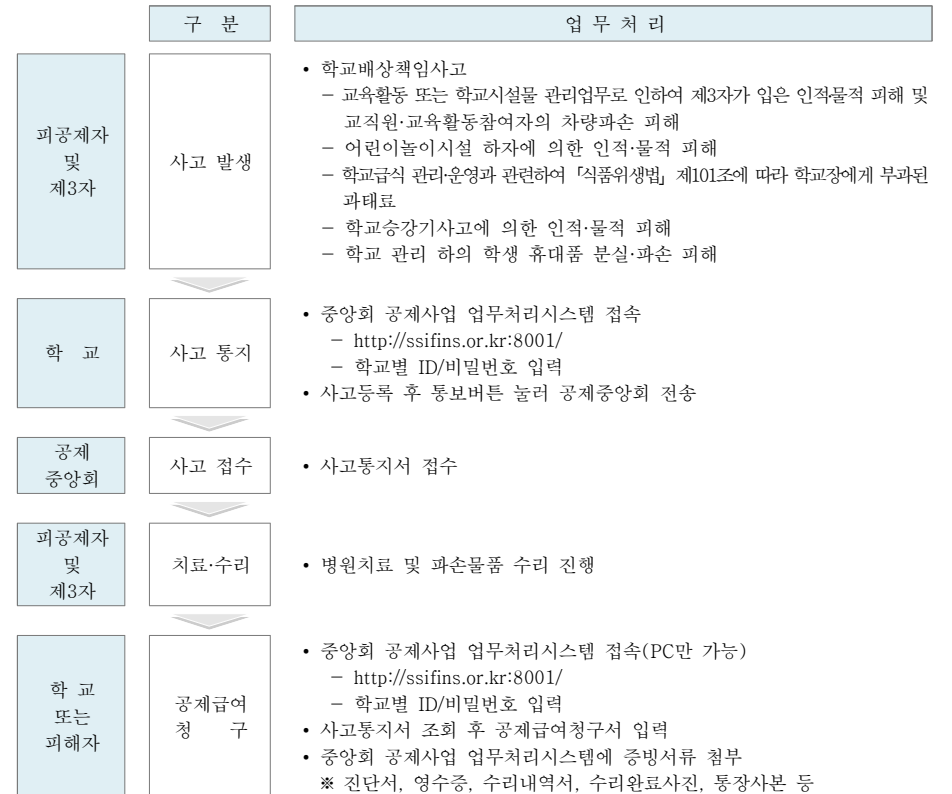 구 분
업 무 처 리
피공제자
및
제3자
사고 발생
• 학교배상책임사고
− 교육활동 또는 학교시설물 관리업무로 인하여 제3자가 입은 인적·물적 피해 및
교직원·교육활동참여자의 차량파손 피해
− 어린이놀이시설 하자에 의한 인적·물적 피해
− 학교급식 관리·운영과 관련하여 「식품위생법」 제101조에 따라 학교장에게 부과된
과태료
− 학교승강기사고에 의한 인적·물적 피해
− 학교 관리 하의 학생 휴대품 분실·파손 피해
학 교
사고 통지
• 중앙회 공제사업 업무처리시스템 접속
− http://ssifins.or.kr:8001/
− 학교별 ID/비밀번호 입력
• 사고등록 후 통보버튼 눌러 공제중앙회 전송
공제
중앙회
사고 접수
• 사고통지서 접수
피공제자
및
제3자
치료·수리
• 병원치료 및 파손물품 수리 진행
학 교
또는
피해자
공제급여
청 구
• 중앙회 공제사업 업무처리시스템 접속(PC만 가능)
− http://ssifins.or.kr:8001/
− 학교별 ID/비밀번호 입력
• 사고통지서 조회 후 공제급여청구서 입력
• 중앙회 공제사업 업무처리시스템에 증빙서류 첨부
※ 진단서, 영수증, 수리내역서, 수리완료사진, 통장사본 등